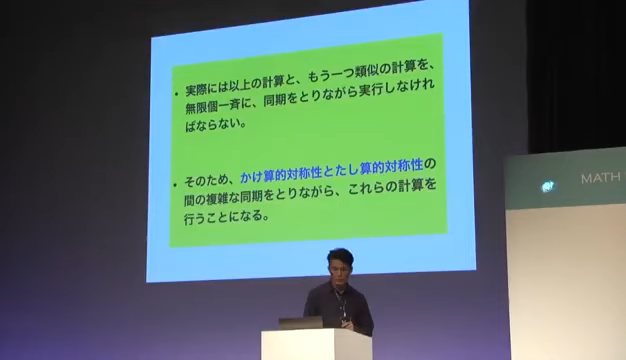 • 実際には以上の計算と、もう一つ類似の計算を、
無限個一斉に、同期をとりながら実行しなけれ
ばならない。
• そのため、かけ算的対称性とたし算的対称性の
間の複雑な同期をとりながら、これらの計算を
行うことになる。
MATH